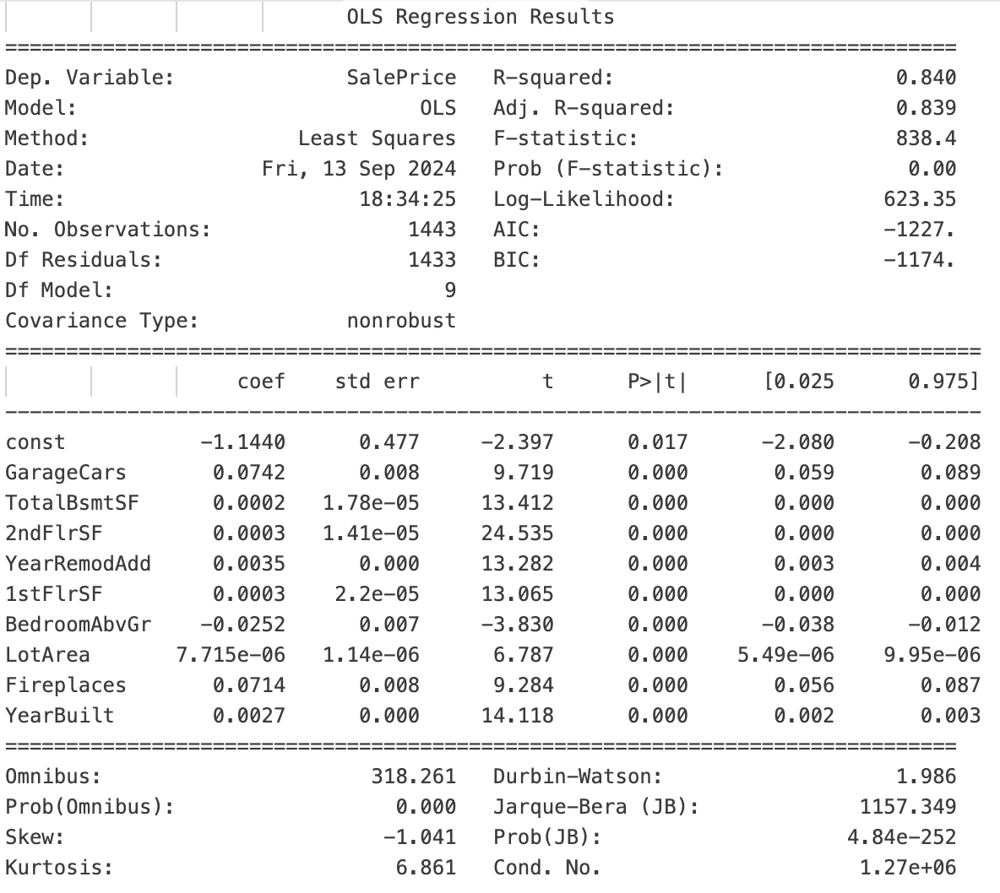 OLS Regression Results
==============================================================================
Dep. Variable: SalePrice R-squared: 0.840
Model: OLS Adj. R-squared: 0.839
Method: Least Squares F-statistic: 838.4
Date: Fri, 13 Sep 2024 Prob (F-statistic): 0.00
Time: 18:34:25 Log-Likelihood: 623.35
No. Observations: 1443 AIC: -1227.
Df Residuals: 1433 BIC: -1174.
Df Model: 9
Covariance Type: nonrobust
================================================================================
coef std err t P>|t| [0.025 0.975]
--------------------------------------------------------------------------------
const -1.1440 0.477 -2.397 0.017 -2.080 -0.208
GarageCars 0.0742 0.008 9.719 0.000 0.059 0.089
TotalBsmtSF 0.0002 1.78e-05 13.412 0.000 0.000 0.000
2ndFlrSF 0.0003 1.41e-05 24.535 0.000 0.000 0.000
YearRemodAdd 0.0035 0.000 13.282 0.000 0.003 0.004
1stFlrSF 0.0003 2.2e-05 13.065 0.000 0.000 0.000
BedroomAbvGr -0.0252 0.007 -3.830 0.000 -0.038 -0.012
LotArea 7.715e-06 1.14e-06 6.787 0.000 5.49e-06 9.95e-06
Fireplaces 0.0714 0.008 9.284 0.000 0.056 0.087
YearBuilt 0.0027 0.000 14.118 0.000 0.002 0.003
==============================================================================
Omnibus: 318.261 Durbin-Watson: 1.986
Prob(Omnibus): 0.000 Jarque-Bera (JB): 1157.349
Skew: -1.041 Prob(JB): 4.84e-252
Kurtosis: 6.861 Cond. No. 1.27e+06